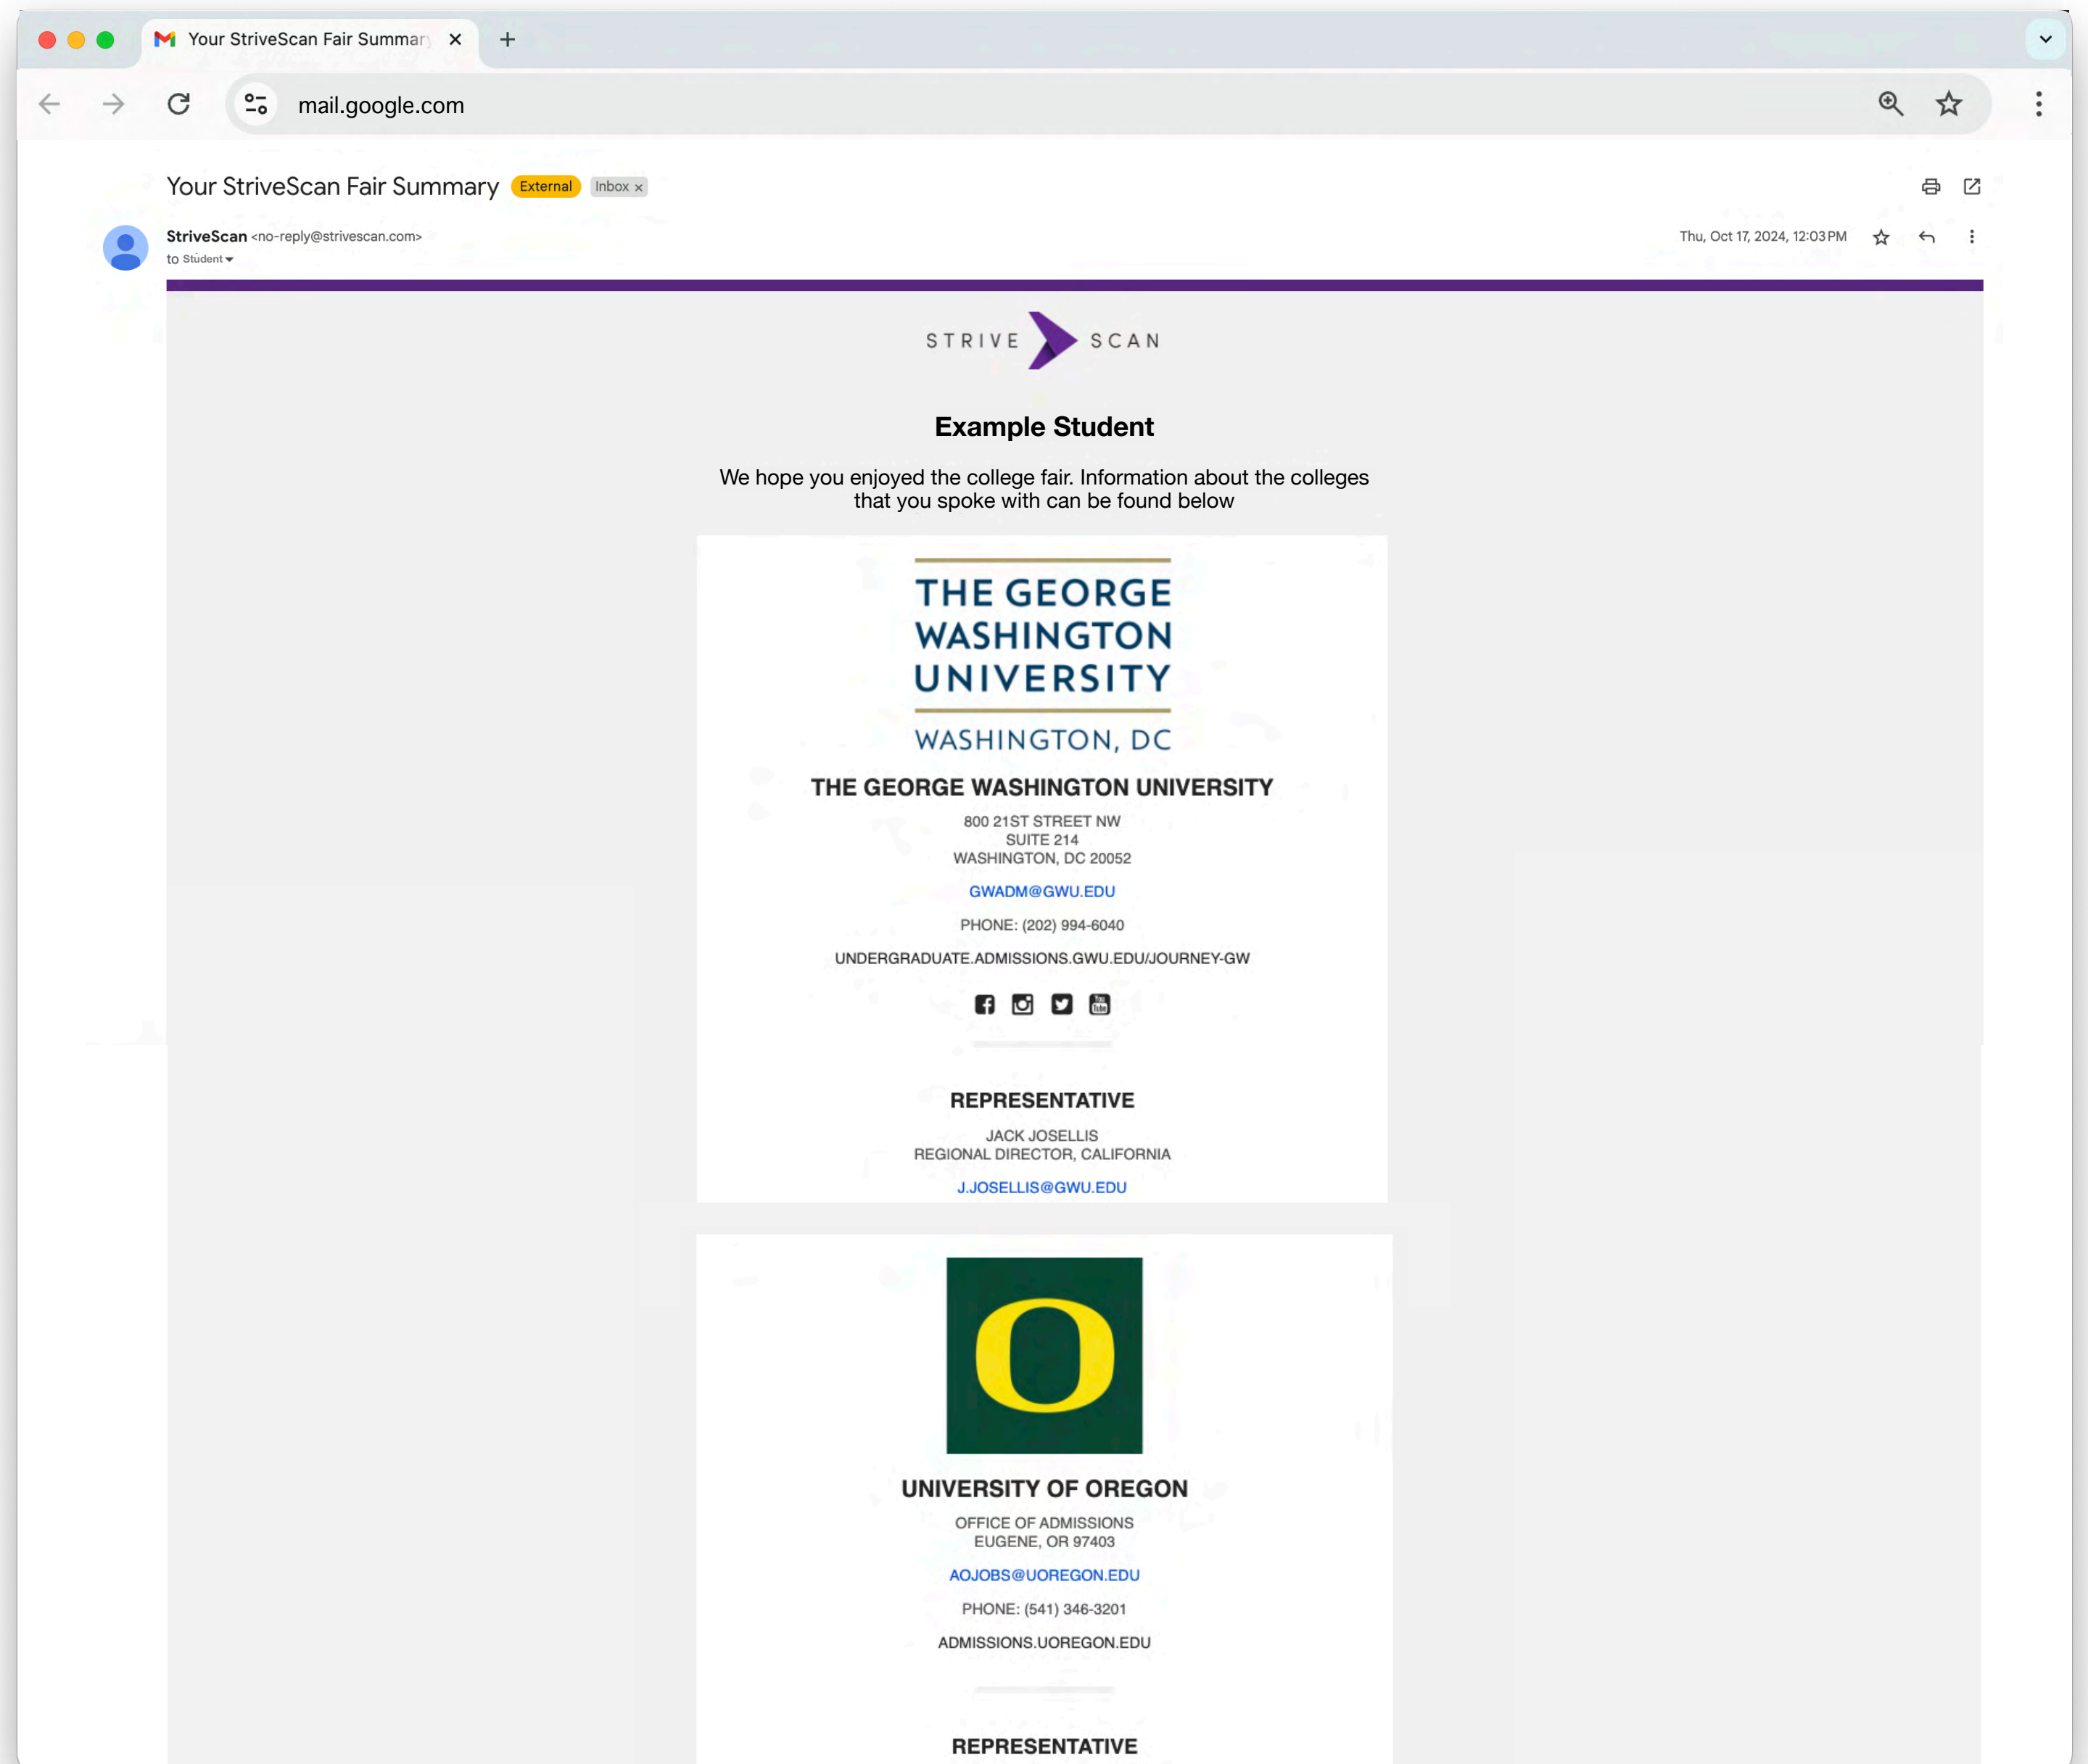 Your StriveScan Fair Summar
mail.google.com
Your StriveScan Fair Summary External Inbox ×
StriveScan <no-reply@strivescan.com> Thu, Oct 17, 2024, 12:03 PM
to Student
STRIVE SCAN
Example Student
We hope you enjoyed the college fair. Information about the colleges
that you spoke with can be found below
THE GEORGE
WASHINGTON
UNIVERSITY
WASHINGTON, DC
THE GEORGE WASHINGTON UNIVERSITY
800 21ST STREET NW
SUITE 214
WASHINGTON, DC 20052
GWADM@GWU.EDU
PHONE: (202) 994-6040
UNDERGRADUATE.ADMISSIONS.GWU.EDU/JOURNEY-GW
You
Tube
REPRESENTATIVE
JACK JOSELLIS
REGIONAL DIRECTOR, CALIFORNIA
J.JOSELLIS@GWU.EDU
O
UNIVERSITY OF OREGON
OFFICE OF ADMISSIONS
EUGENE, OR 97403
AOJOBS@UOREGON.EDU
PHONE: (541) 346-3201
ADMISSIONS.UOREGON.EDU
REPRESENTATIVE